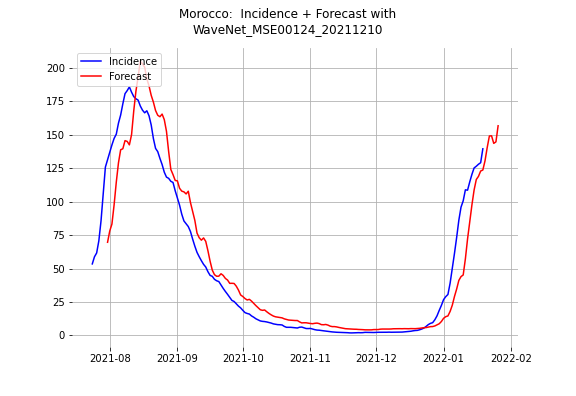 Morocco:  Incidence + Forecast with
WaveNet_MSE00124_20211210
Incidence
Forecast
200
175
150
125
100
75
50
25
0
2021-08 2021-09 2021-10 2021-11 2021-12 2022-01 2022-02